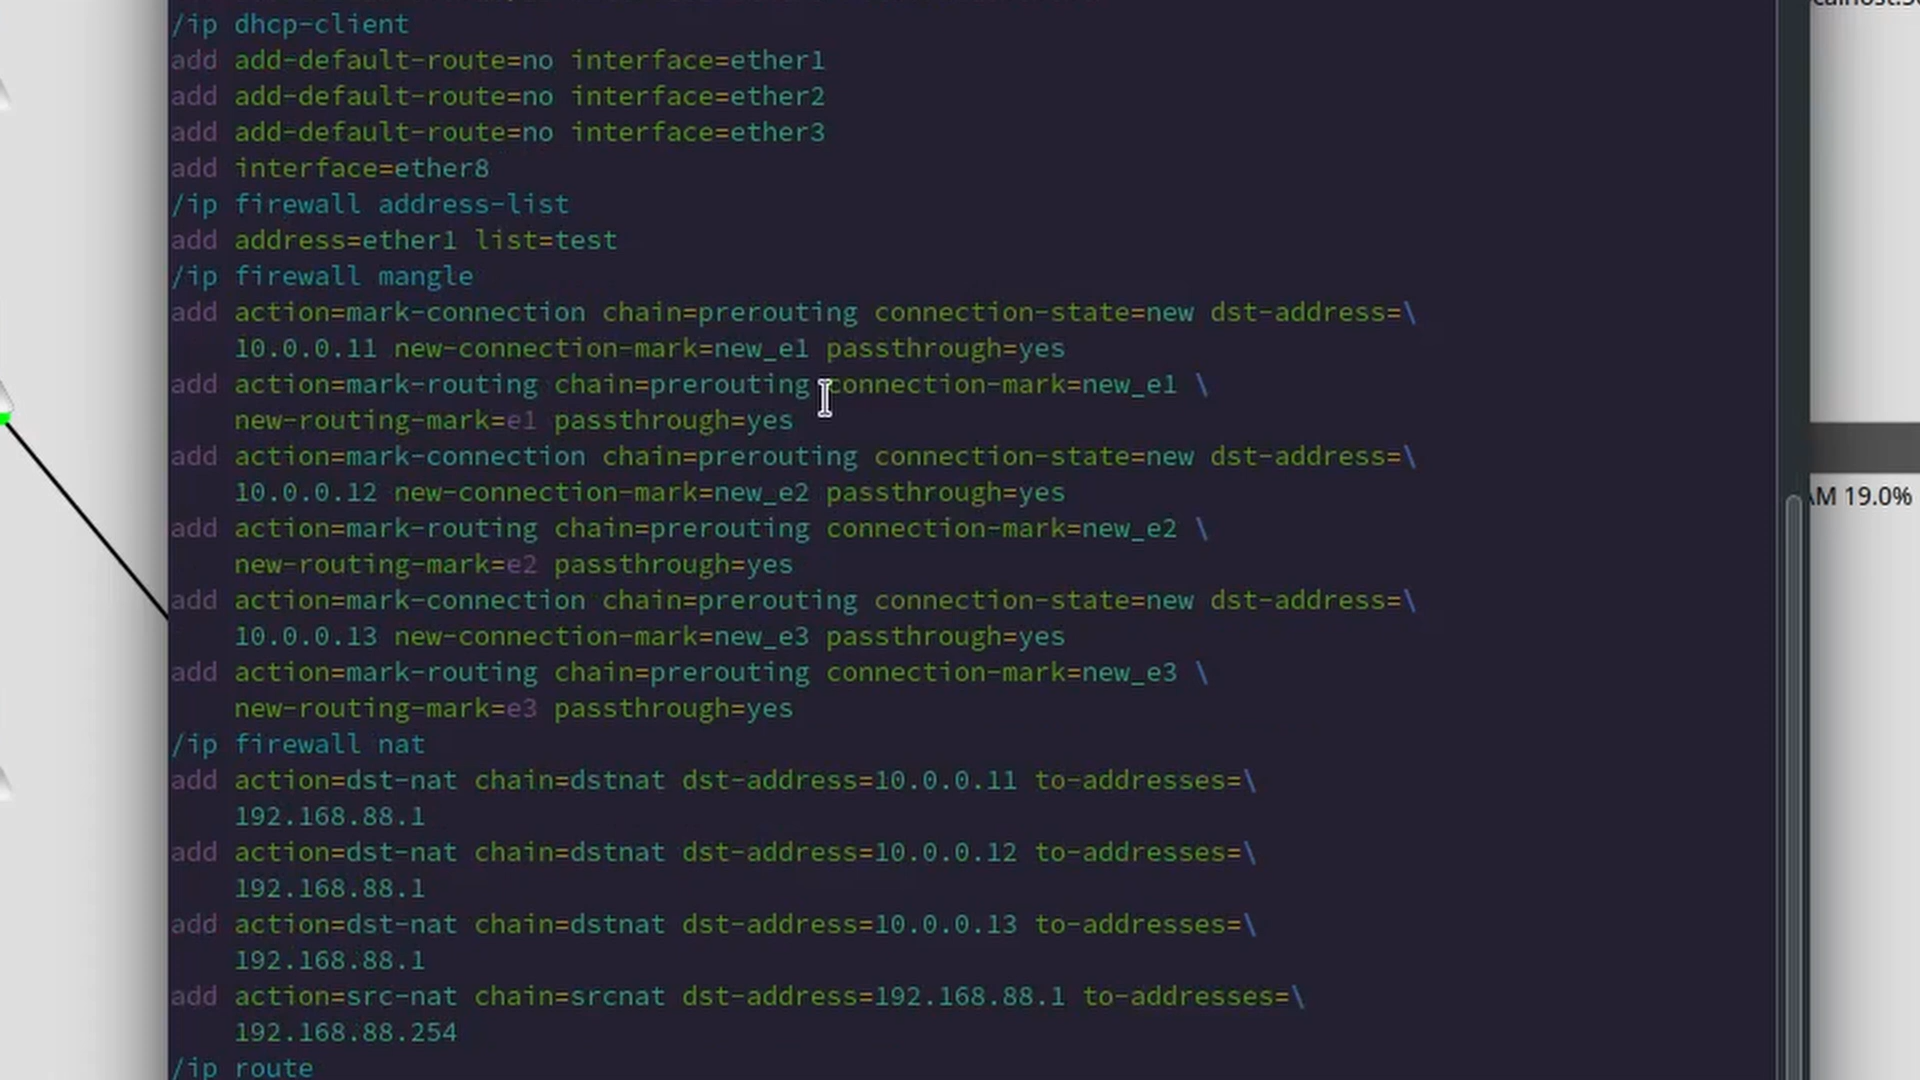 /ip dhcp-client
add add-default-route=no interface=ether1
add add-default-route=no interface=ether2
add add-default-route=no interface=ether3
add interface=ether8
/ip firewall address-list
add address=ether1 list=test
/ip firewall mangle
add action=mark-connection chain=prerouting connection-state=new dst-address=\
10.0.0.11 new-connection-mark=new_e1 passthrough=yes
add action=mark-routing chain=prerouting connection-mark=new_e1 \
new-routing-mark=e1 passthrough=yes
add action=mark-connection chain=prerouting connection-state=new dst-address=\
10.0.0.12 new-connection-mark=new_e2 passthrough=yes
add action=mark-routing chain=prerouting connection-mark=new_e2 \
new-routing-mark=e2 passthrough=yes
add action=mark-connection chain=prerouting connection-state=new dst-address=\
10.0.0.13 new-connection-mark=new_e3 passthrough=yes
add action=mark-routing chain=prerouting connection-mark=new_e3 \
new-routing-mark=e3 passthrough=yes
/ip firewall nat
add action=dst-nat chain=dstnat dst-address=10.0.0.11 to-addresses=\
192.168.88.1
add action=dst-nat chain=dstnat dst-address=10.0.0.12 to-addresses=\
192.168.88.1
add action=dst-nat chain=dstnat dst-address=10.0.0.13 to-addresses=\
192.168.88.1
add action=src-nat chain=srcnat dst-address=192.168.88.1 to-addresses=\
192.168.88.254
/ip route
19.0%